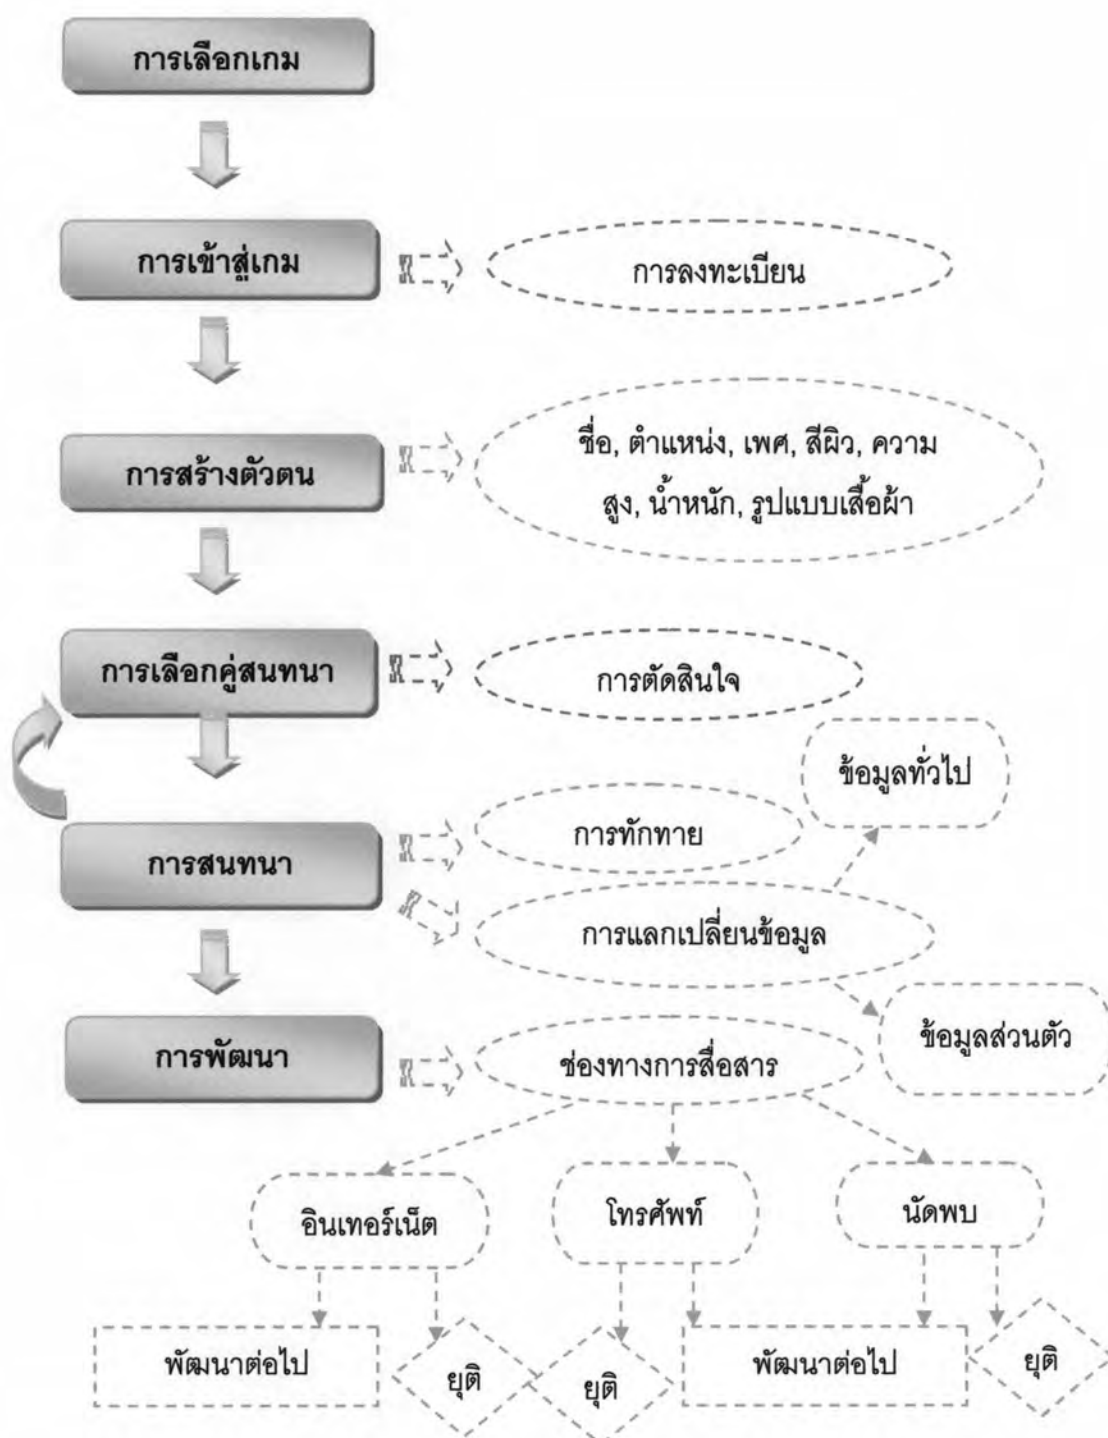 การเลือกเกม
การเข้าสู่เกม
การลงทะเบียน
การสร้างตัวตน
ชื่อ, ตำแหน่ง, เพศ, สีผิว, ความ
สูง, น้ำหนัก, รูปแบบเสื้อผ้า
การเลือกคู่สนทนา
การตัดสินใจ
ข้อมูลทั่วไป
การสนทนา
การทักทาย
การแลกเปลี่ยนข้อมูล
ข้อมูลส่วนตัว
การพัฒนา
ช่องทางการสื่อสาร
อินเทอร์เน็ต
โทรศัพท์
นัดพบ
พัฒนาต่อไป
ยุติ
ยุติ
พัฒนาต่อไป
ยุติ